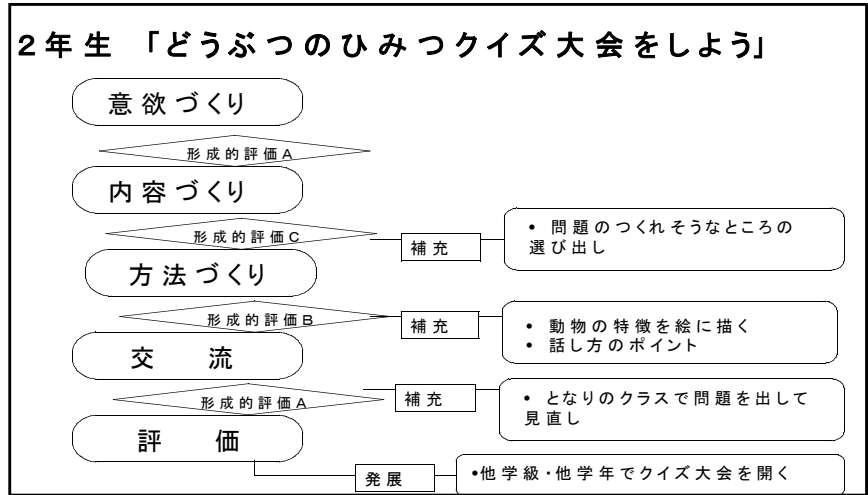 2年生 「どうぶつのひみつクイズ大会をしよう」
意欲づくり
形成的評価A
内容づくり
形成的評価C
補充
• 問題のつくれそうなところの
選び出し
方法づくり
形成的評価B
補充
• 動物の特徴を絵に描く
• 話し方のポイント
交 流
形成的評価A
補充
• となりのクラスで問題を出して
見直し
評 価
発展
•他学級・他学年でクイズ大会を開く